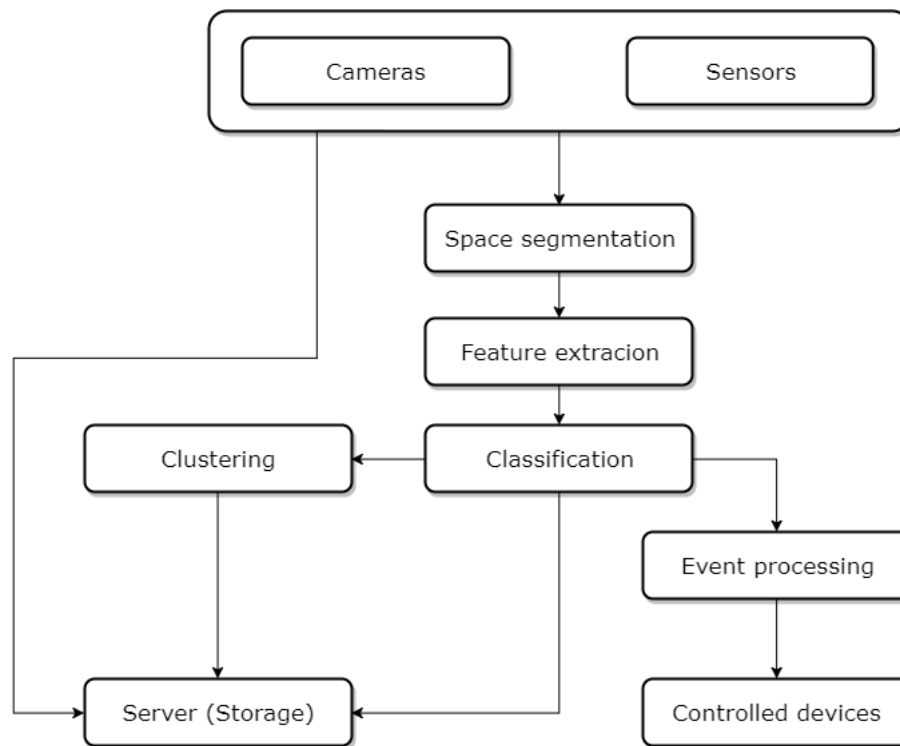 Cameras
Sensors
Space segmentation
Feature extracion
Clustering
Classification
Event processing
Server (Storage)
Controlled devices